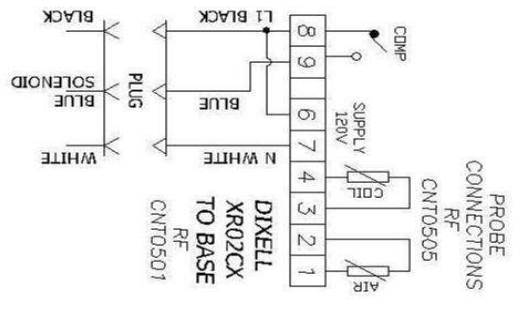 BLACK
L1 BLACK
8
COMP
9
SOLENOID
BLUE
PLUG
BLUE
6
SUPPLY
120V
WHITE
N WHITE
7
4
COIL
3
2
1
AIR
DIXELL
XR02CX
TO BASE
RF
CNT0501
PROBE
CONNECTIONS
RF
CNT0505